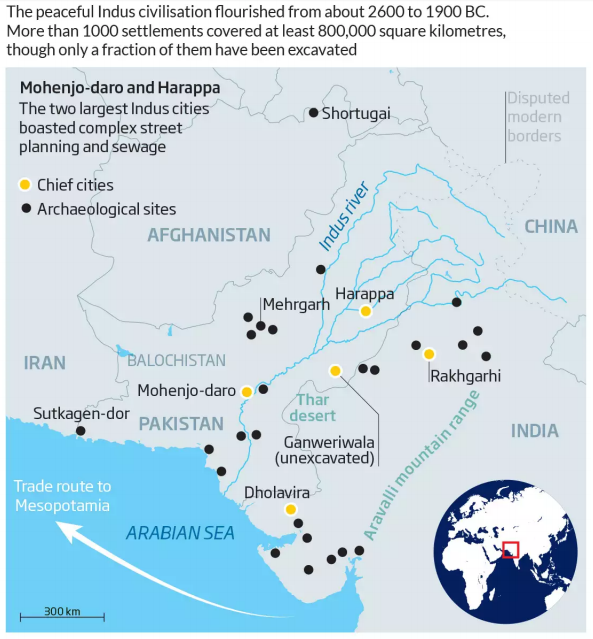 The peaceful Indus civilisation flourished from about 2600 to 1900 BC.
More than 1000 settlements covered at least 800,000 square kilometres,
though only a fraction of them have been excavated
Mohenjo-daro and Harappa
The two largest Indus cities
boasted complex street
planning and sewage
Chief cities
Archaeological sites
Shortugai
Disputed
modern
borders
Indus river
AFGHANISTAN
CHINA
Mehrgarh
Harappa
IRAN
BALOCHISTAN
Mohenjo-daro
Rakhgarhi
Thar
desert
Sutkagen-dor
PAKISTAN
Ganweriwala
(unexcavated)
INDIA
Aravalli mountain range
Trade route to
Mesopotamia
Dholavira
ARABIAN SEA
300 km